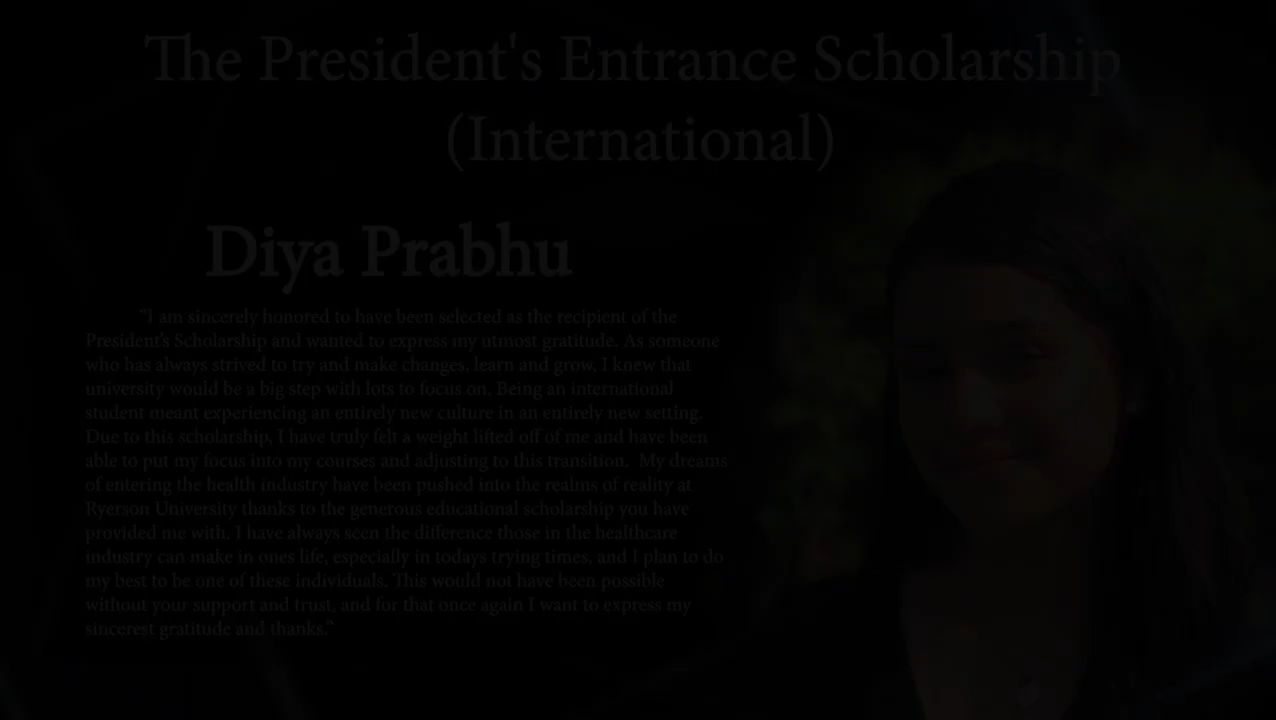 The President's Entrance Scholarship
(International)
Diya Prabhu
“I am sincerely honored to have been selected as the recipient of the
President’s Scholarship and wanted to express my utmost gratitude. As someone
who has always strived to try and make changes, learn and grow, I knew that
university would be a big step with lots to focus on. Being an international
student meant experiencing an entirely new culture in an entirely new setting.
Due to this scholarship, I have truly felt a weight lifted off of me and have been
able to put my focus into my courses and adjusting to this transition.  My dreams
of entering the health industry have been pushed into the realms of reality at
Ryerson University thanks to the generous educational scholarship you have
provided me with. I have always seen the difference those in the healthcare
industry can make in ones life, especially in todays trying times, and I plan to do
my best to be one of these individuals. This would not have been possible
without your support and trust, and for that once again I want to express my
sincerest gratitude and thanks.“